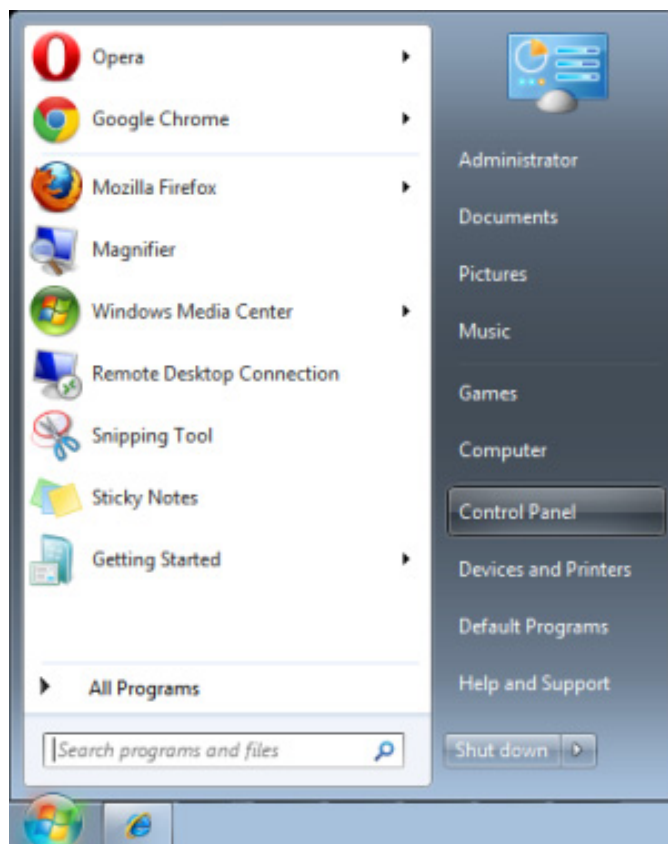 Opera
Google Chrome
Mozilla Firefox
Magnifier
Windows Media Center
Remote Desktop Connection
Snipping Tool
Sticky Notes
Getting Started
All Programs
Search programs and files
Administrator
Documents
Pictures
Music
Games
Computer
Control Panel
Devices and Printers
Default Programs
Help and Support
Shut down